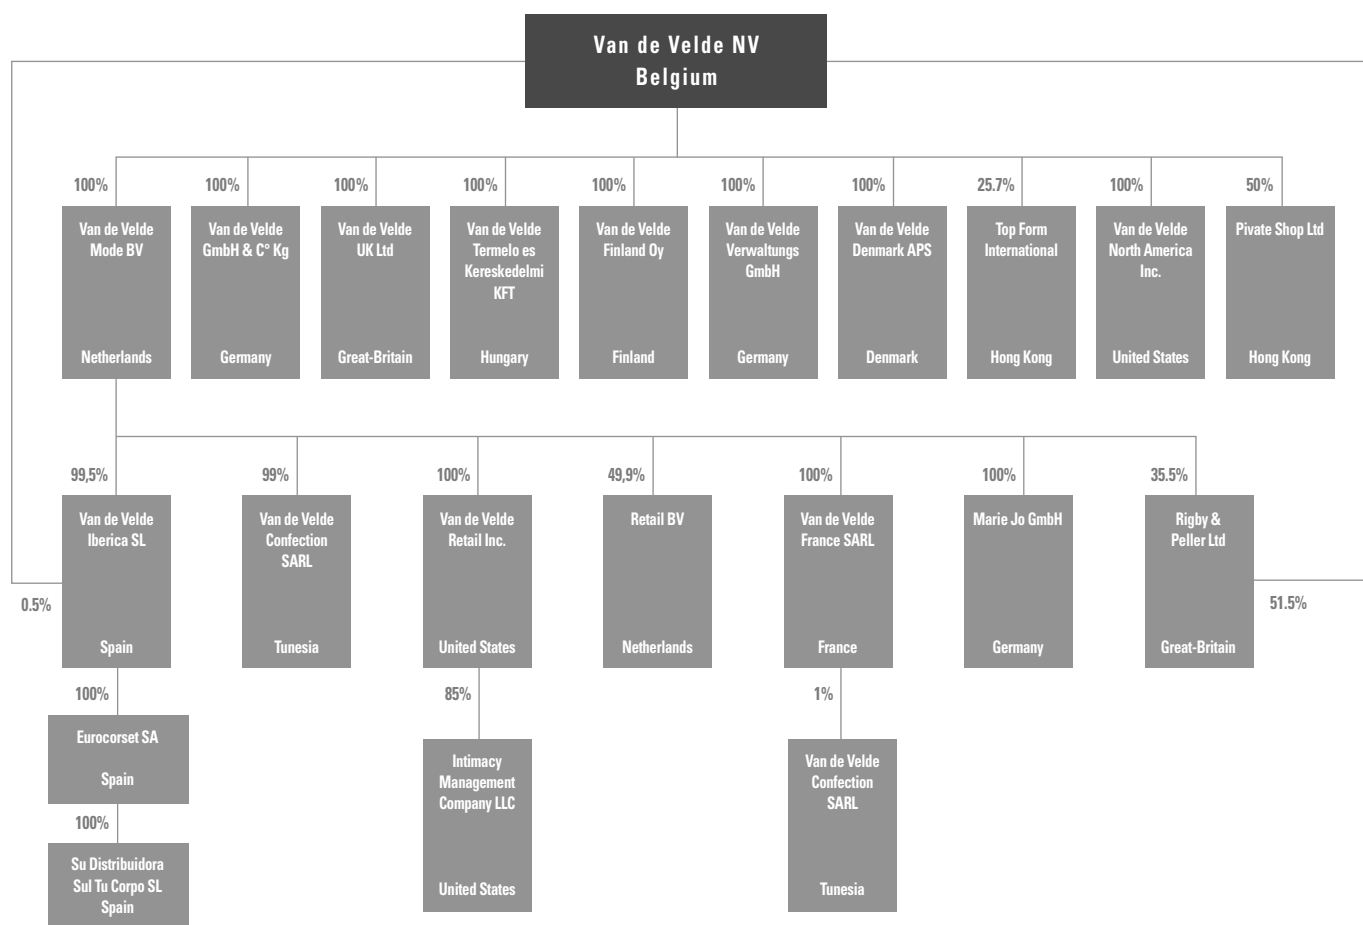 Van de Velde NV
Belgium
100%
100%
100%
100%
100%
100%
100%
25.7%
100%
50%
Van de Velde
Mode BV
Netherlands
Van de Velde
GmbH & C° Kg
Germany
Van de Velde
UK Ltd
Great-Britain
Van de Velde
Termelo es
Kereskedelmi
KFT
Hungary
Van de Velde
Finland Oy
Finland
Van de Velde
Verwaltungs
GmbH
Germany
Van de Velde
Denmark APS
Denmark
Top Form
International
Hong Kong
Van de Velde
North America
Inc.
United States
Pivate Shop Ltd
Hong Kong
99,5%
99%
100%
49,9%
100%
100%
35.5%
Van de Velde
Iberica SL
Spain
Van de Velde
Confection
SARL
Tunesia
Van de Velde
Retail Inc.
United States
Retail BV
Netherlands
Van de Velde
France SARL
France
Marie Jo GmbH
Germany
Rigby &
Peller Ltd
Great-Britain
0.5%
51.5%
100%
85%
1%
Eurocorset SA
Spain
100%
Su Distribuidora
Sul Tu Corpo SL
Spain
Intimacy
Management
Company LLC
United States
Van de Velde
Confection
SARL
Tunesia